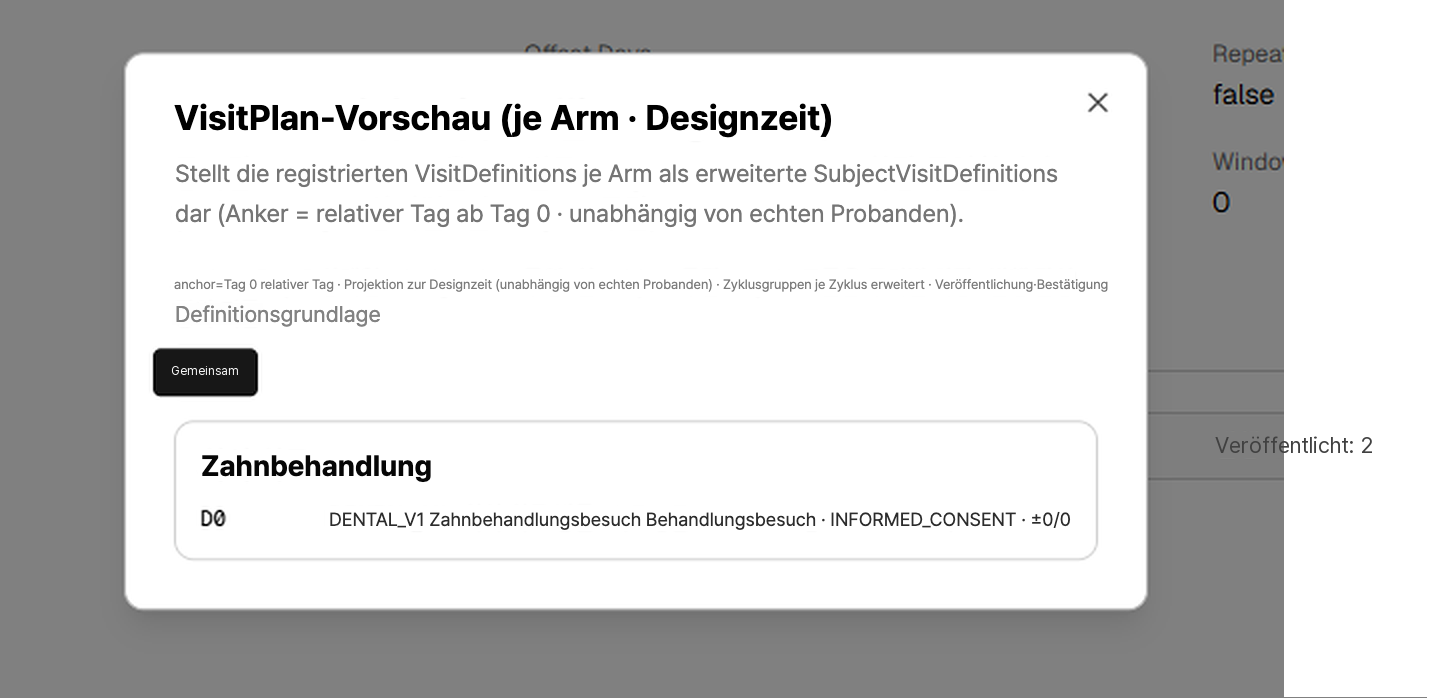 Offset Days
Repeat
false
VisitPlan-Vorschau (je Arm · Designzeit)
Stellt die registrierten VisitDefinitions je Arm als erweiterte SubjectVisitDefinitions
dar (Anker = relativer Tag ab Tag 0 · unabhängig von echten Probanden).
Windo
0
anchor=Tag 0 relativer Tag · Projektion zur Designzeit (unabhängig von echten Probanden) · Zyklusgruppen je Zyklus erweitert · Veröffentlichung·Bestätigung
Definitionsgrundlage
Gemeinsam
Veröffentlicht: 2
Zahnbehandlung
D0 DENTAL_V1 Zahnbehandlungsbesuch Behandlungsbesuch · INFORMED_CONSENT · ±0/0